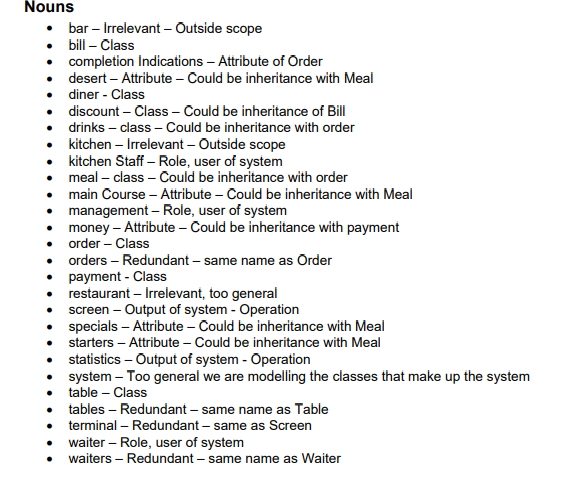 Nouns
• bar – Irrelevant – Outside scope
• bill – Class
• completion Indications – Attribute of Order
• desert – Attribute – Could be inheritance with Meal
• diner - Class
• discount – Class – Could be inheritance of Bill
• drinks – class – Could be inheritance with order
• kitchen – Irrelevant – Outside scope
• kitchen Staff – Role, user of system
• meal – class – Could be inheritance with order
• main Course – Attribute – Could be inheritance with Meal
• management – Role, user of system
• money – Attribute – Could be inheritance with payment
• order – Class
• orders – Redundant – same name as Order
• payment - Class
• restaurant – Irrelevant, too general
• screen – Output of system - Operation
• specials – Attribute – Could be inheritance with Meal
• starters – Attribute – Could be inheritance with Meal
• statistics – Output of system - Operation
• system – Too general we are modelling the classes that make up the system
• table – Class
• tables – Redundant – same name as Table
• terminal – Redundant – same as Screen
• waiter – Role, user of system
• waiters – Redundant – same name as Waiter